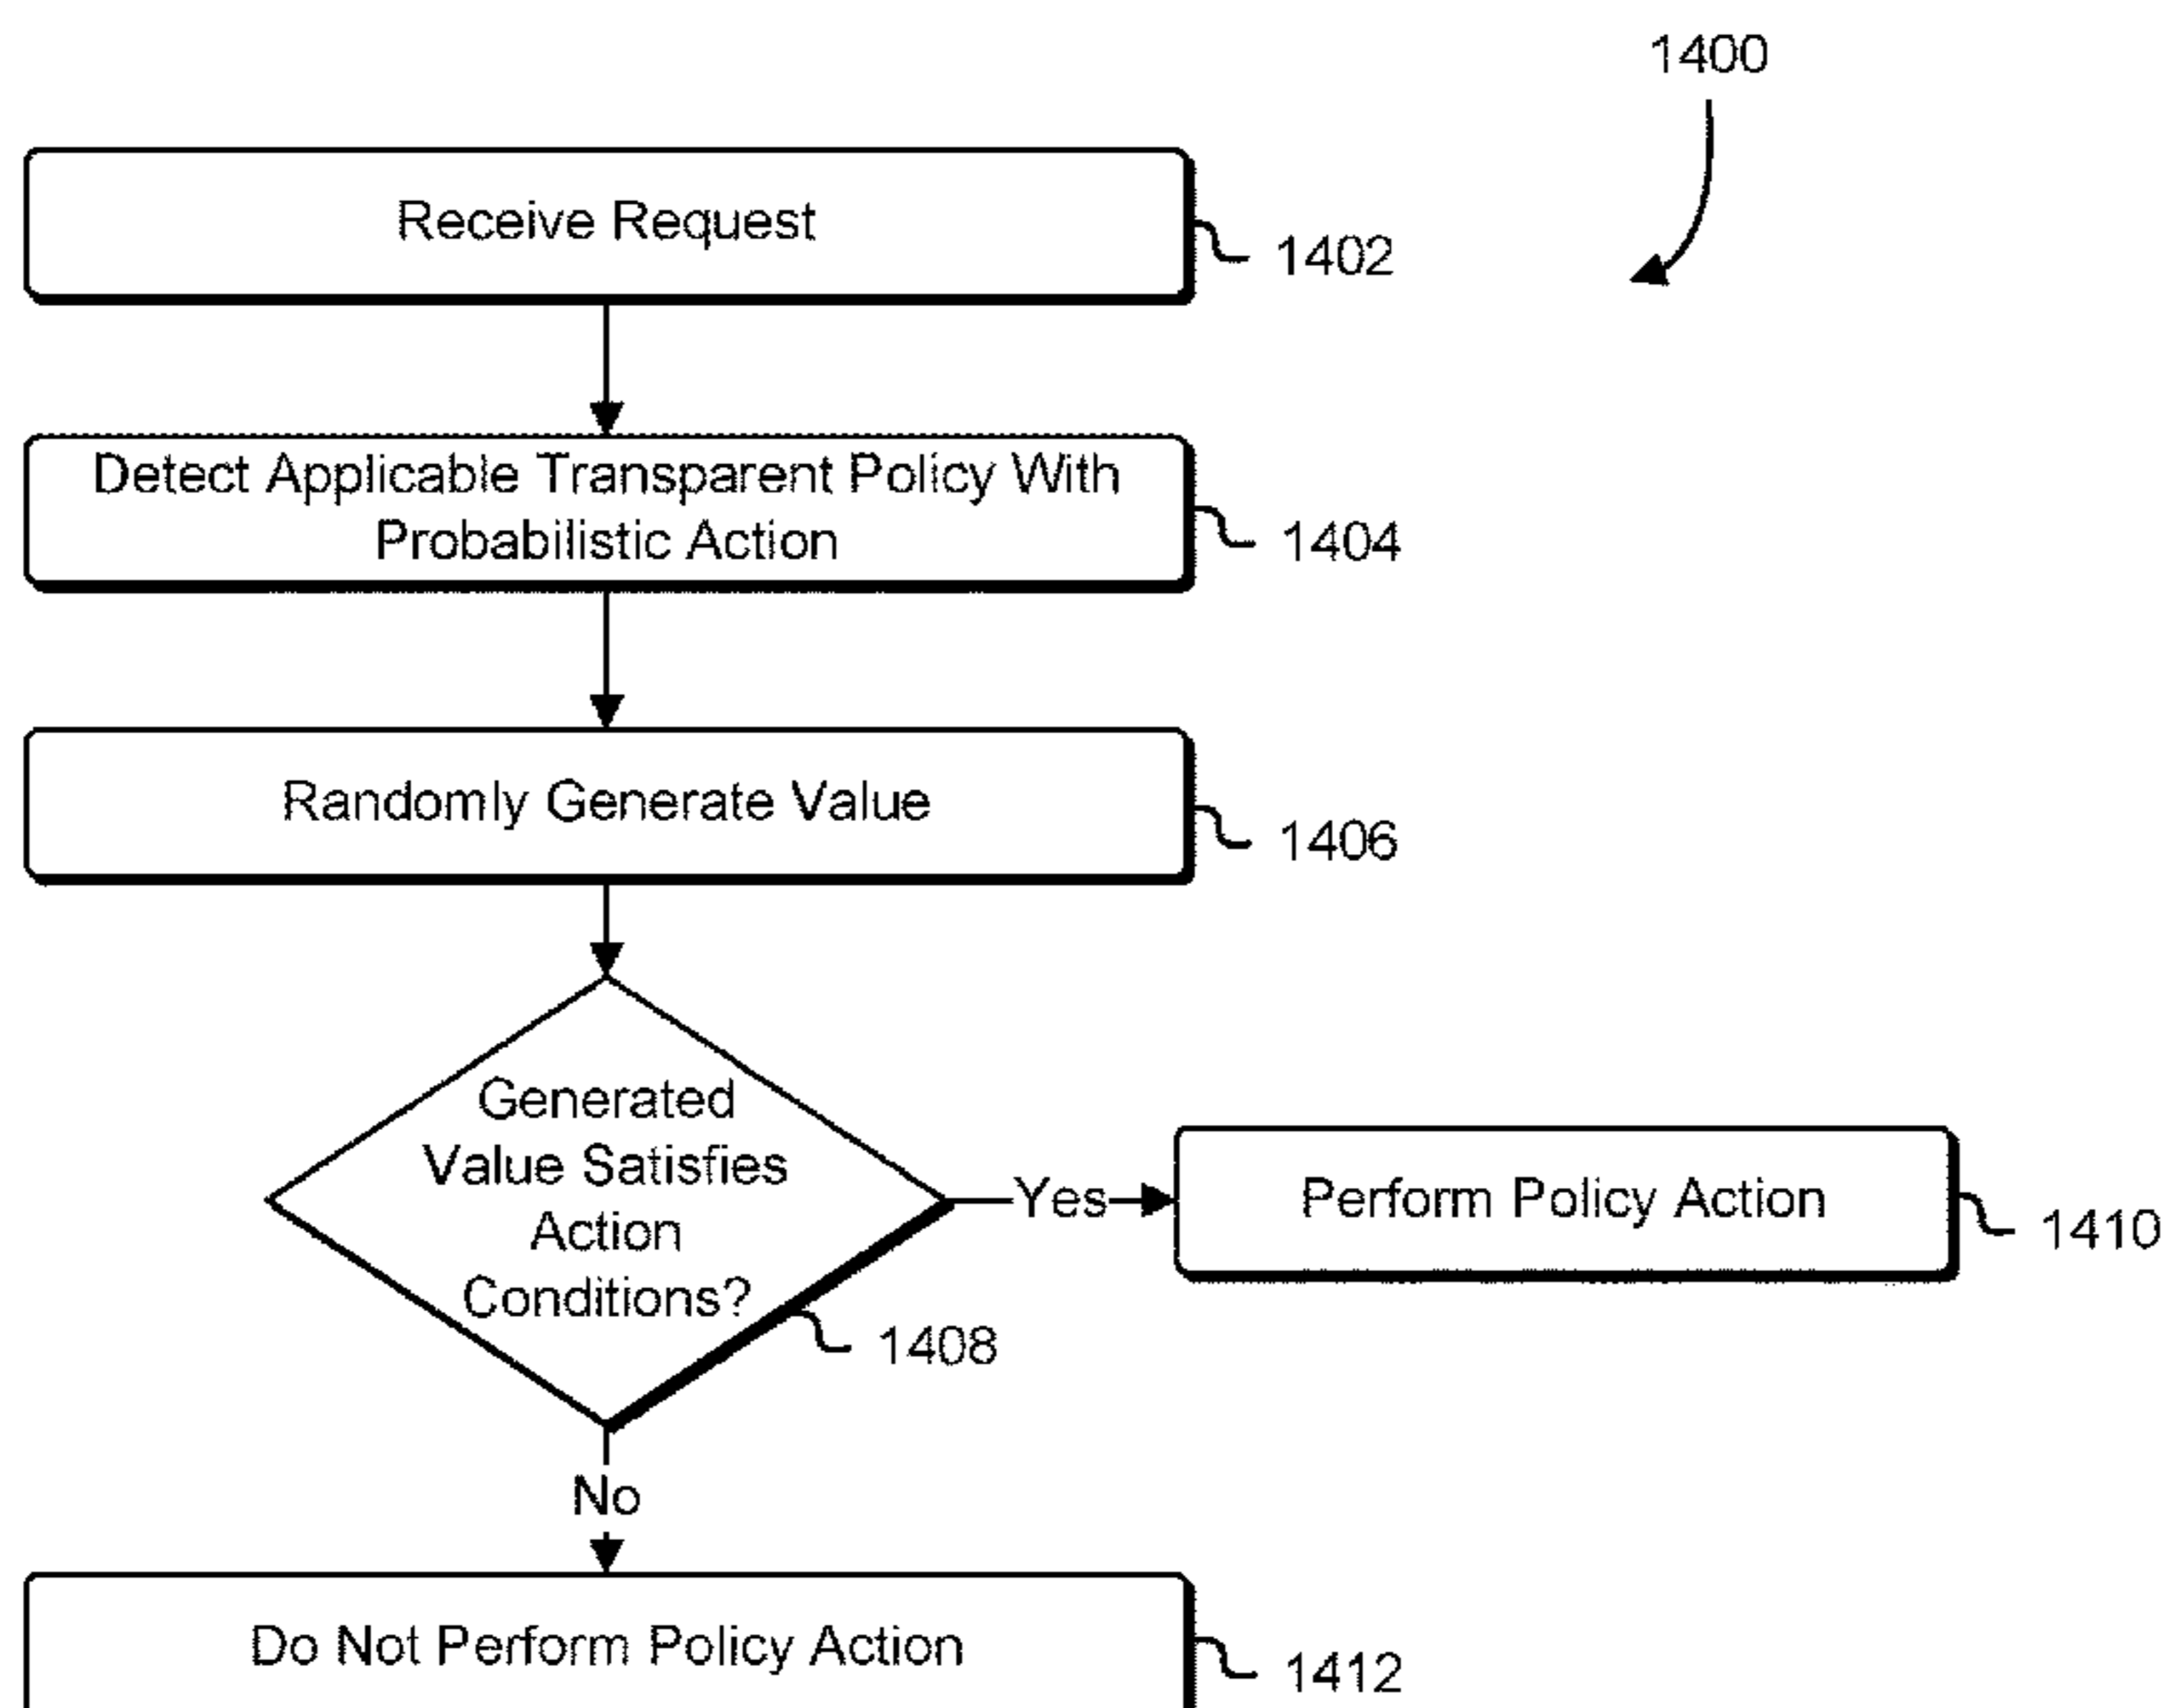 1400
Receive Request
1402
Detect Applicable Transparent Policy With
Probabilistic Action
1404
Randomly Generate Value
1406
Generated
Value Satisfies
Action
Conditions?
1408
Yes
Perform Policy Action
1410
No
Do Not Perform Policy Action
1412